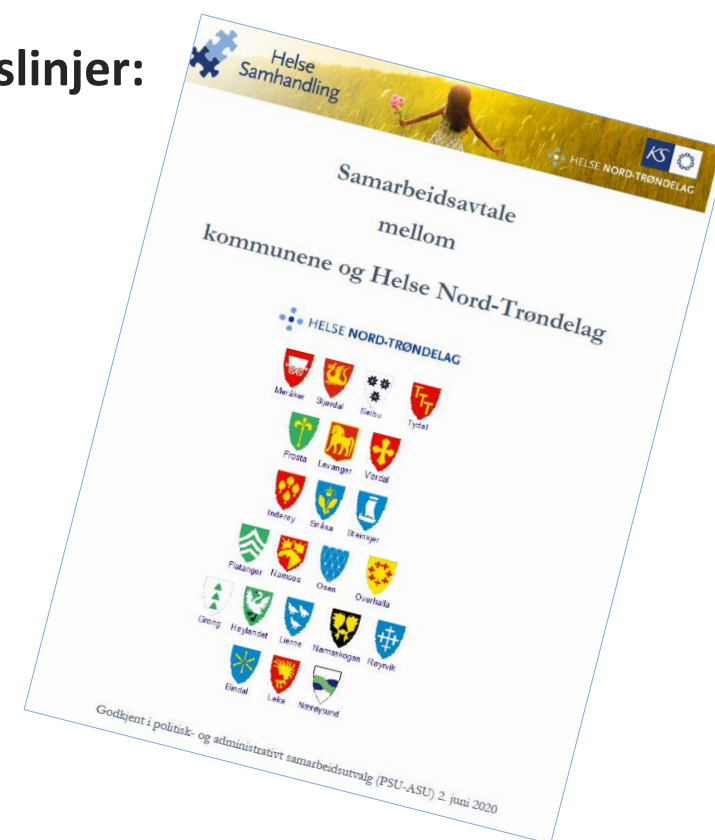 slinjer:
Helse
Samhandling
HELSE NORD-TRØNDELAG
KS
Samarbeidsavtale
mellom
kommunene og Helse Nord-Trøndelag
HELSE NORD-TRØNDELAG
Meråker Stjørdal Selbu Tydal
TTT
Frosta Levanger Verdal
Inderøy Snåsa Steinkjer
Flatanger Namsos Osen Overhalla
Grong Høylandet Lierne Namsskogan Røyrvik
Bindal Leka Nærøysund
Godkjent i politisk- og administrativt samarbeidsutvalg (PSU-ASU) 2. juni 2020